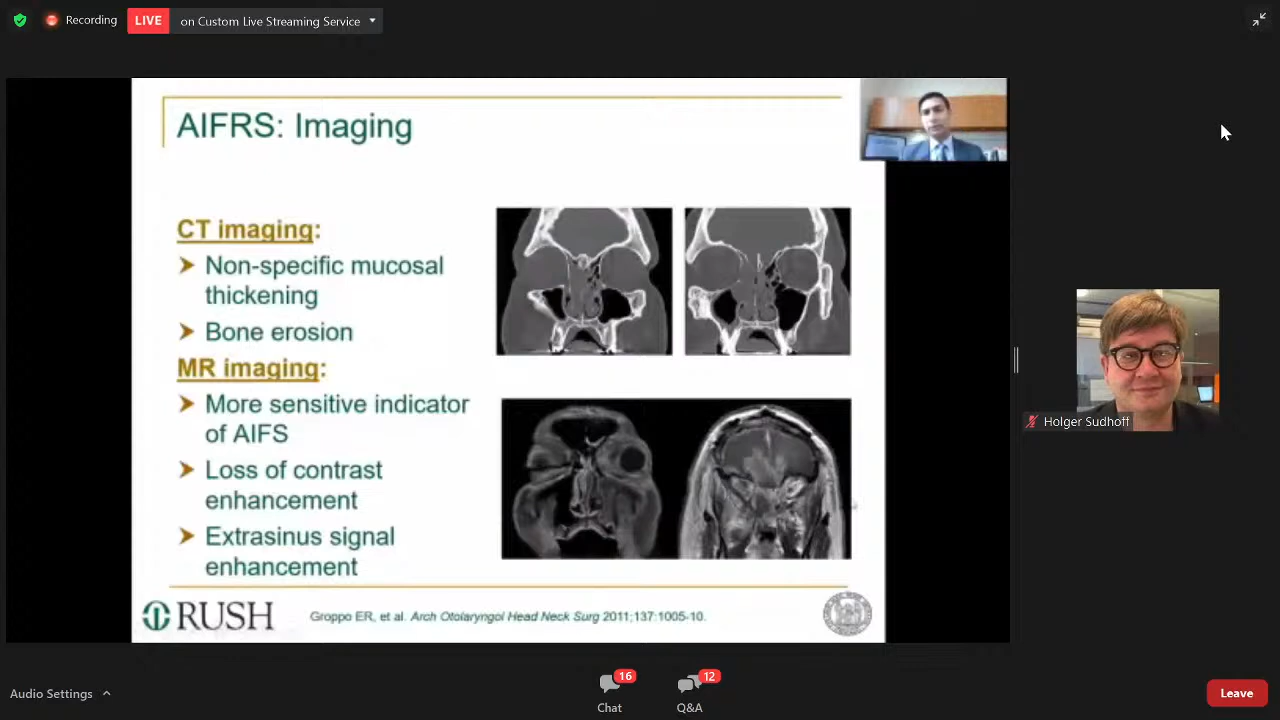 Recording
LIVE
on Custom Live Streaming Service
AIFRS: Imaging
CT imaging:
Non-specific mucosal
thickening
Bone erosion
MR imaging:
More sensitive indicator
of AIFS
Loss of contrast
enhancement
Extrasinus signal
enhancement
RUSH
Groppo ER, et al. Arch Otolaryngol Head Neck Surg 2011;137:1005-10.
Holger Sudhoff
Audio Settings
16
Chat
12
Q&A
Leave